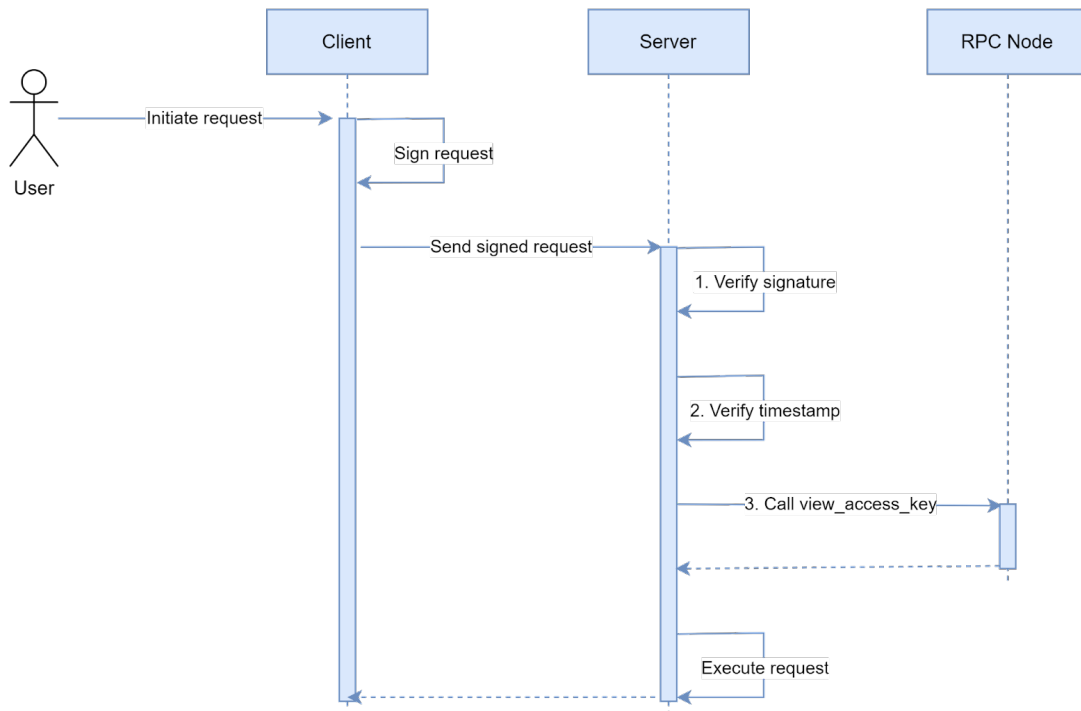 Client
Server
RPC Node
Initiate request
Sign request
User
Send signed request
1. Verify signature
2. Verify timestamp
3. Call view_access_key
Execute request